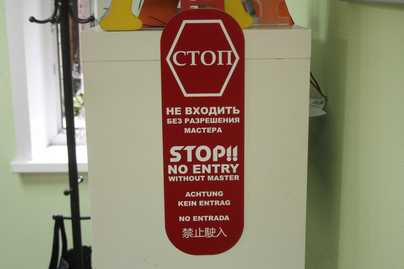 СТОП
НЕ ВХОДИТЬ
БЕЗ РАЗРЕШЕНИЯ
МАСТЕРА
STOP!!
NO ENTRY
WITHOUT MASTER
ACHTUNG
KEIN ENTRAG
NO ENTRADA
禁止駛入